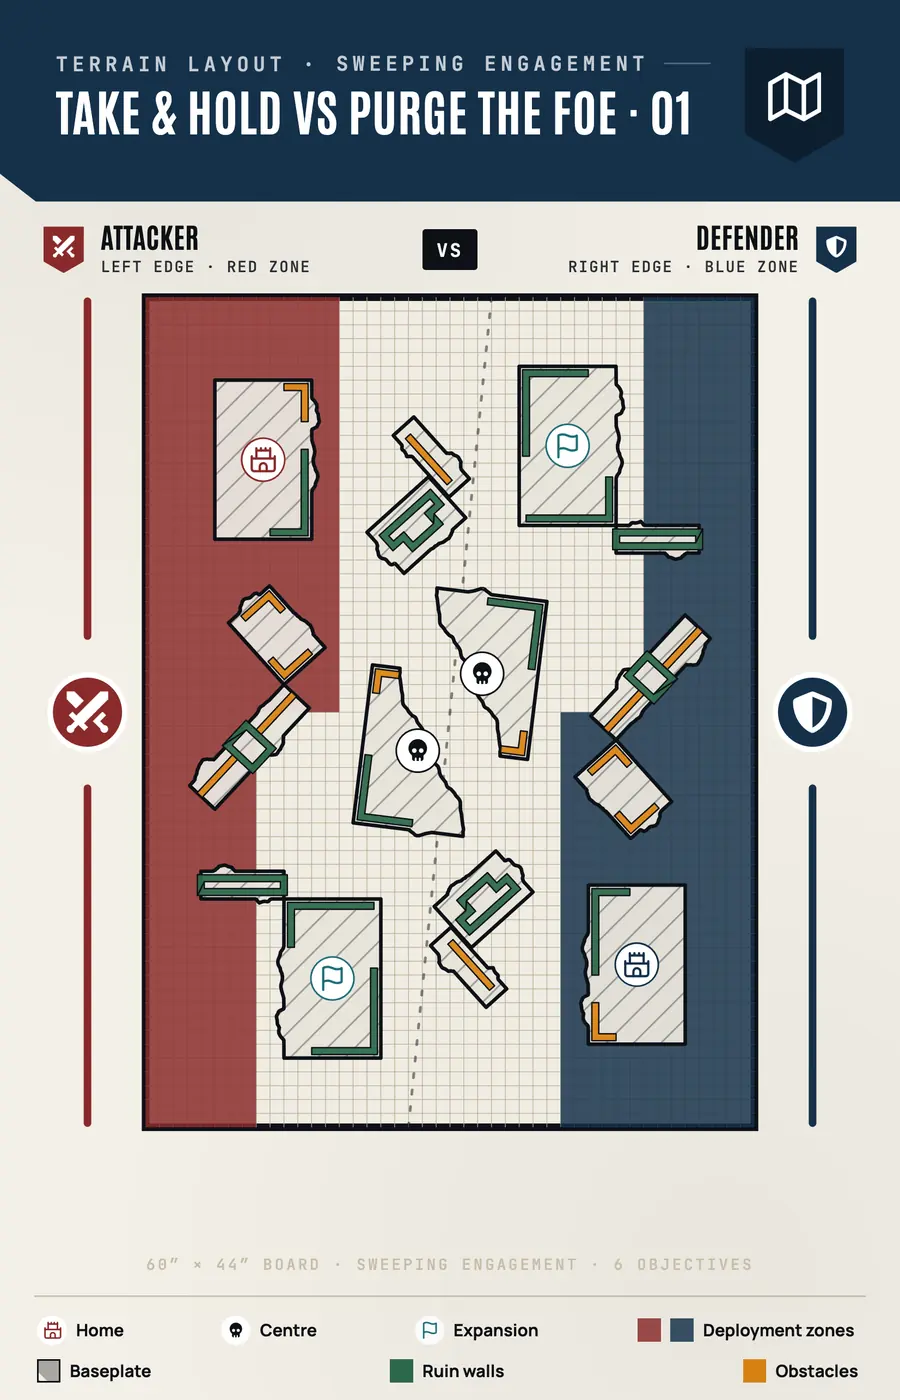 TERRAIN LAYOUT · SWEEPING ENGAGEMENT
TAKE & HOLD VS PURGE THE FOE · 01
ATTACKER
LEFT EDGE · RED ZONE
VS
DEFENDER
RIGHT EDGE · BLUE ZONE
60″ × 44″ BOARD · SWEEPING ENGAGEMENT · 6 OBJECTIVES
Home
Centre
Expansion
Deployment zones
Baseplate
Ruin walls
Obstacles